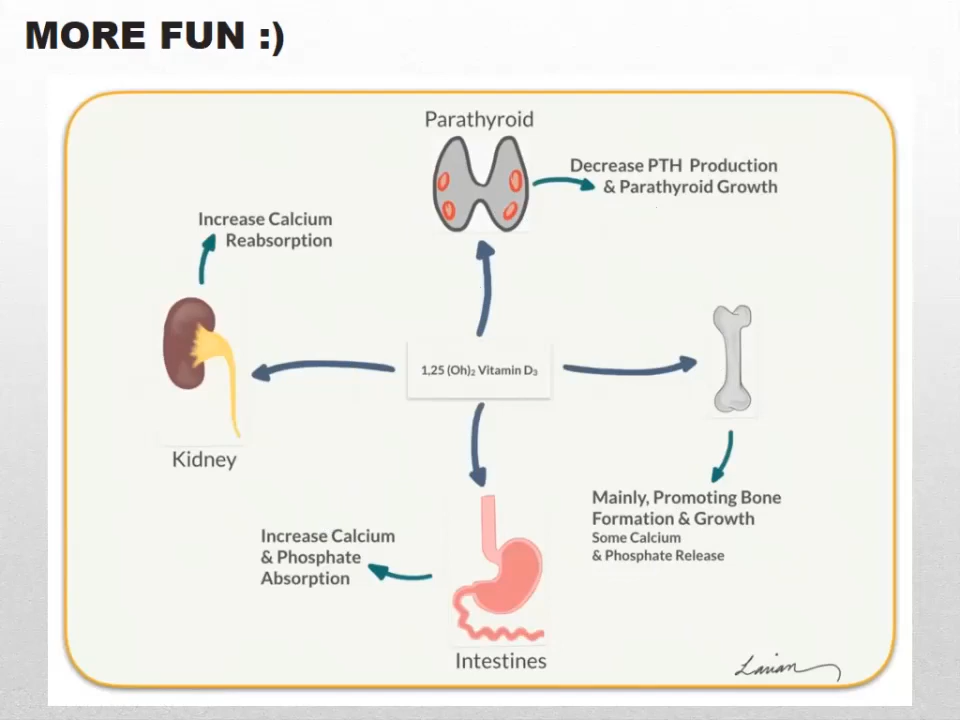 MORE FUN :)
Parathyroid
Decrease PTH Production
& Parathyroid Growth
Increase Calcium
Reabsorption
1,25 (Oh)₂ Vitamin D₃
Kidney
Mainly, Promoting Bone
Formation & Growth
Some Calcium
& Phosphate Release
Increase Calcium
& Phosphate
Absorption
Intestines
Larian